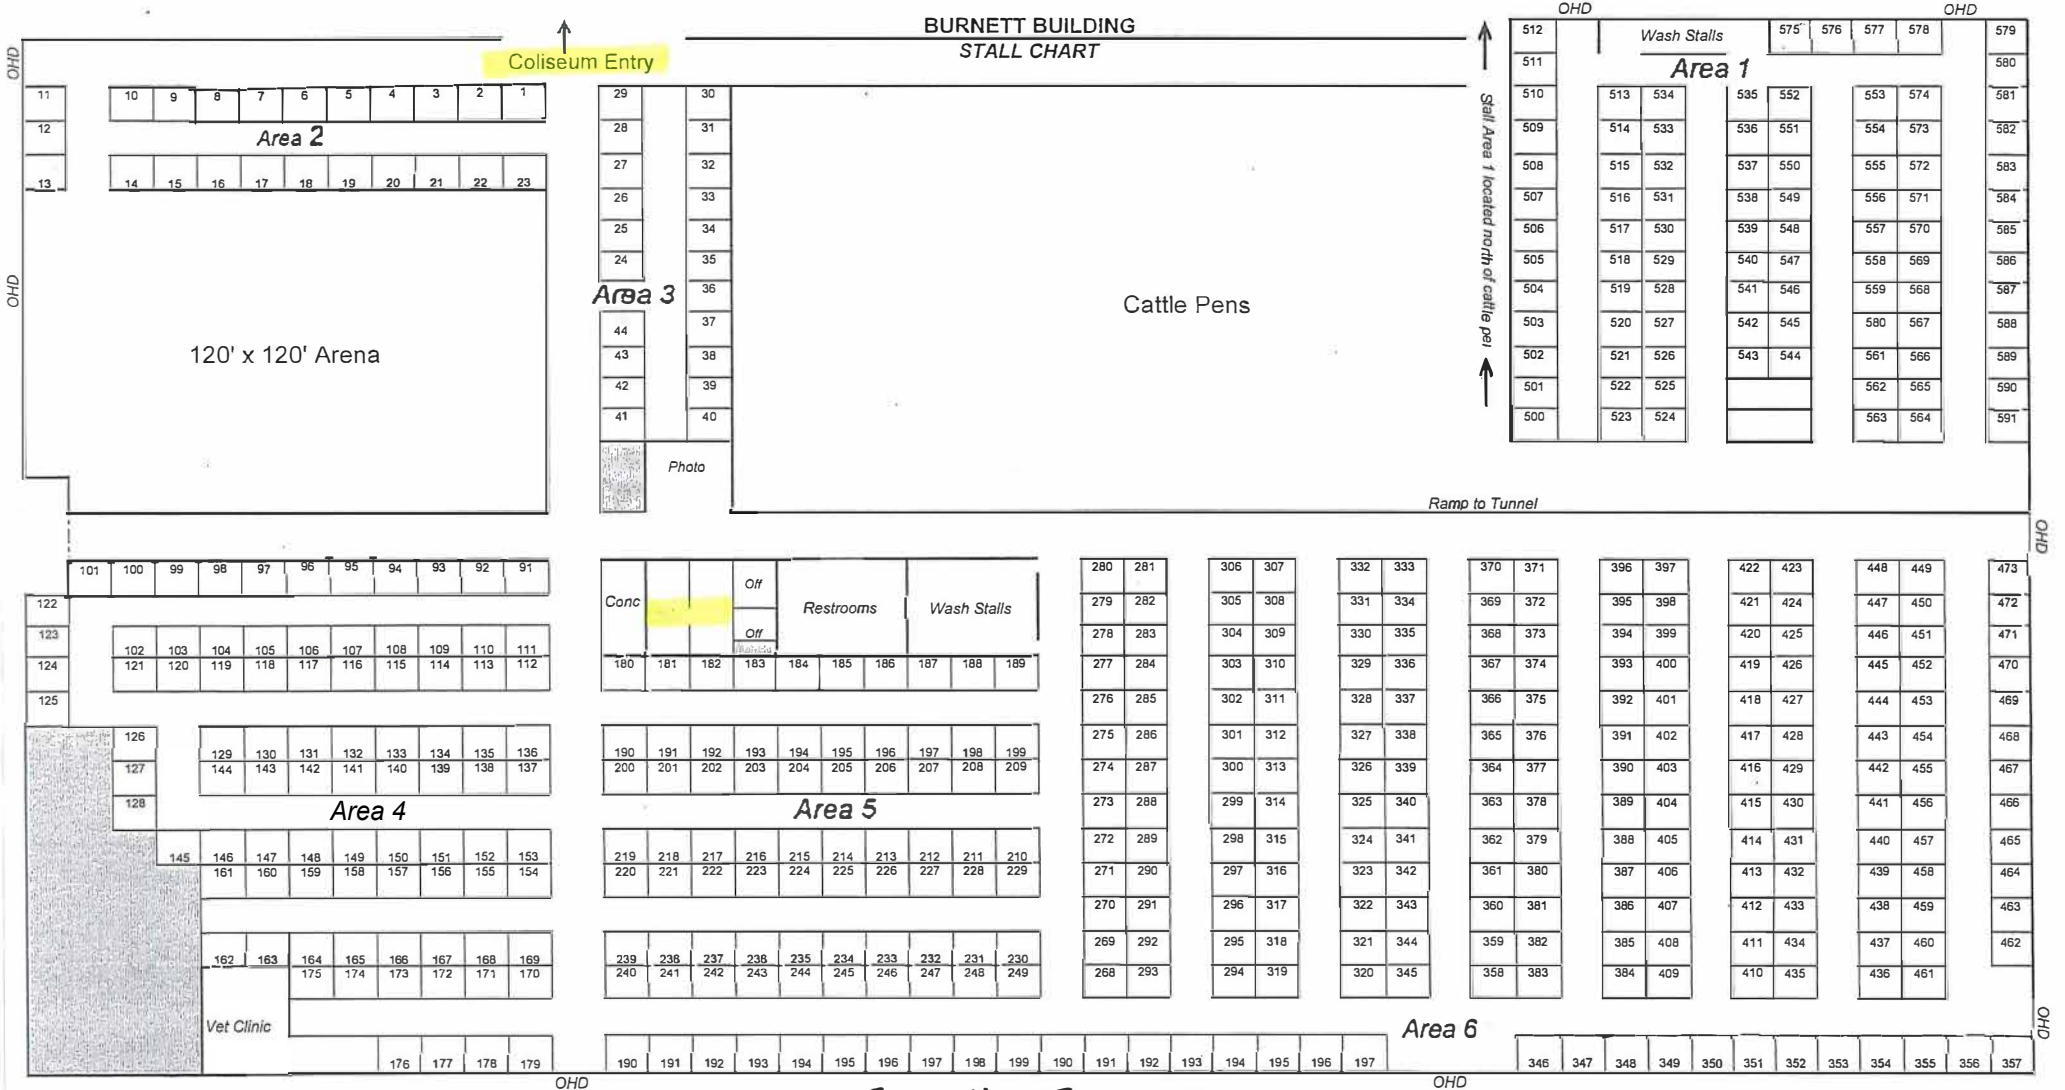 BURNETT BUILDING
STALL CHART
OHD
OHD
OHD
OHD
Coliseum Entry
11
12
13
10 9 8 7 6 5 4 3 2 1
Area 2
14 15 16 17 18 19 20 21 22 23
120' x 120' Arena
29 30
28 31
27 32
26 33
25 34
24 35
Area 3 36
44 37
43 38
42 39
41 40
Photo
Cattle Pens
Ramp to Tunnel
Stall Area 1 located north of cattle pei
Wash Stalls
575 576 577 578
Area 1
512 579
511 580
510 513 534 535 552 553 574 581
509 514 533 536 551 554 573 582
508 515 532 537 550 555 572 583
507 516 531 538 549 556 571 584
506 517 530 539 548 557 570 585
505 518 529 540 547 558 569 586
504 519 528 541 546 559 568 587
503 520 527 542 545 580 567 588
502 521 526 543 544 561 566 589
501 522 525 562 565 590
500 523 524 563 564 591
OHD
101 100 99 98 97 96 95 94 93 92 91
122
123
124
125
102 103 104 105 106 107 108 109 110 111
121 120 119 118 117 116 115 114 113 112
126
127
128
129 130 131 132 133 134 135 136
144 143 142 141 140 139 138 137
Area 4
145 146 147 148 149 150 151 152 153
161 160 159 158 157 156 155 154
162 163 164 165 166 167 168 169
175 174 173 172 171 170
Vet Clinic
176 177 178 179
Conc
Off
Off
Restrooms
Wash Stalls
180 181 182 183 184 185 186 187 188 189
190 191 192 193 194 195 196 197 198 199
200 201 202 203 204 205 206 207 208 209
Area 5
219 218 217 216 215 214 213 212 211 210
220 221 222 223 224 225 226 227 228 229
239 236 237 236 235 234 233 232 231 230
240 241 242 243 244 245 246 247 248 249
280 281 306 307 332 333 370 371 396 397 422 423 448 449 473
279 282 305 308 331 334 369 372 395 398 421 424 447 450 472
278 283 304 309 330 335 368 373 394 399 420 425 446 451 471
277 284 303 310 329 336 367 374 393 400 419 426 445 452 470
276 285 302 311 328 337 366 375 392 401 418 427 444 453 469
275 286 301 312 327 338 365 376 391 402 417 428 443 454 468
274 287 300 313 326 339 364 377 390 403 416 429 442 455 467
273 288 299 314 325 340 363 378 389 404 415 430 441 456 466
272 289 298 315 324 341 362 379 388 405 414 431 440 457 465
271 290 297 316 323 342 361 380 387 406 413 432 439 458 464
270 291 296 317 322 343 360 381 386 407 412 433 438 459 463
269 292 295 318 321 344 359 382 385 408 411 434 437 460 462
268 293 294 319 320 345 358 383 384 409 410 435 436 461
Area 6
OHD
190 191 192 193 194 195 196 197 198 199 190 191 192 193 194 195 196 197
346 347 348 349 350 351 352 353 354 355 356 357
OHD
OHD